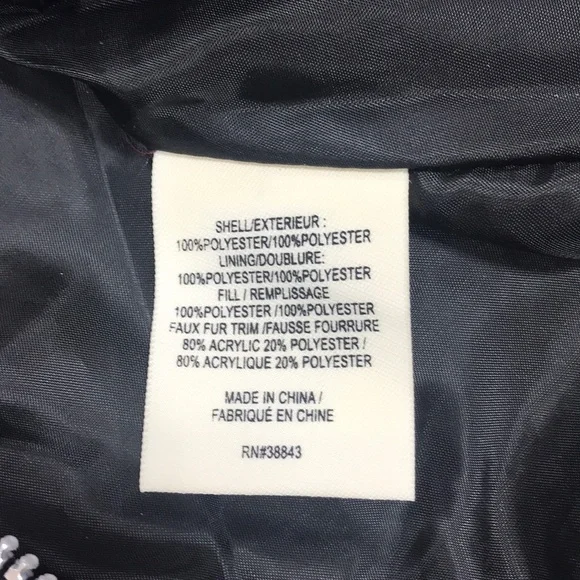 SHELL/EXTERIEUR :
100%POLYESTER/100%POLYESTER
LINING/DOUBLURE:
100%POLYESTER/100%POLYESTER
FILL / REMPLISSAGE
100%POLYESTER /100%POLYESTER
FAUX FUR TRIM /FAUSSE FOURRURE
80% ACRYLIC 20% POLYESTER /
80% ACRYLIQUE 20% POLYESTER
MADE IN CHINA /
FABRIQUÉ EN CHINE
RN#38843